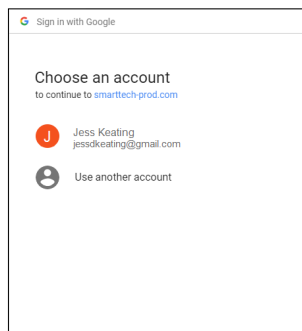 Sign in with Google
Choose an account
to continue to smarttech-prod.com
J
Jess Keating
jessdkeating@gmail.com
Use another account